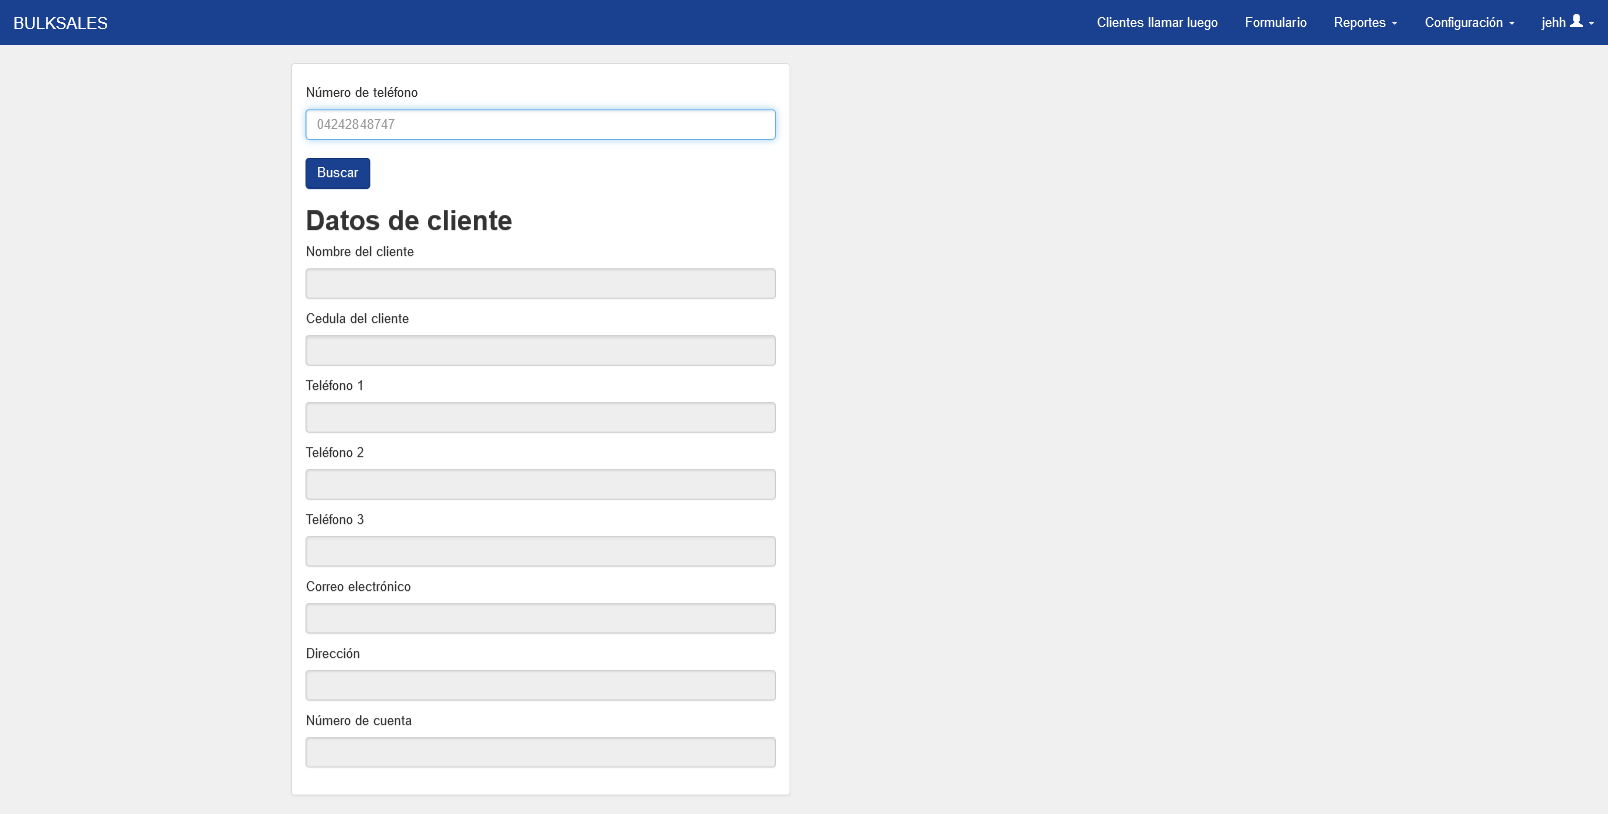 BULKSALES
Clientes llamar luego Formulario Reportes Configuración jehh
Número de teléfono
04242848747
Buscar
Datos de cliente
Nombre del cliente
Cedula del cliente
Teléfono 1
Teléfono 2
Teléfono 3
Correo electrónico
Dirección
Número de cuenta